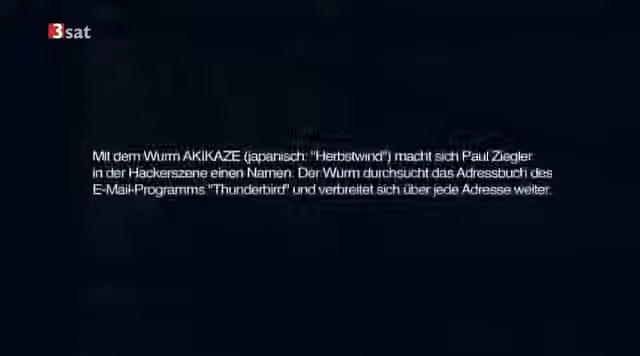 3sat
Mit dem Wurm AKIKAZE (japanisch: "Herbstwind") macht sich Paul Ziegler
in der Hackerszene einen Namen. Der Wurm durchsucht das Adressbuch des
E-Mail-Programms "Thunderbird" und verbreitet sich über jede Adresse weiter.